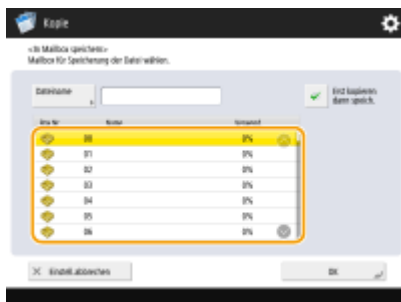 Kopie
<In Mailbox speichern>
Mailbox für Speicherung der Datei wählen.
Dateiname
Erst kopieren
dann speich.
Box-Nr. Name Verwend.
00 0%
01 0%
02 0%
03 0%
04 0%
05 0%
06 0%
Einstell.abbrechen OK